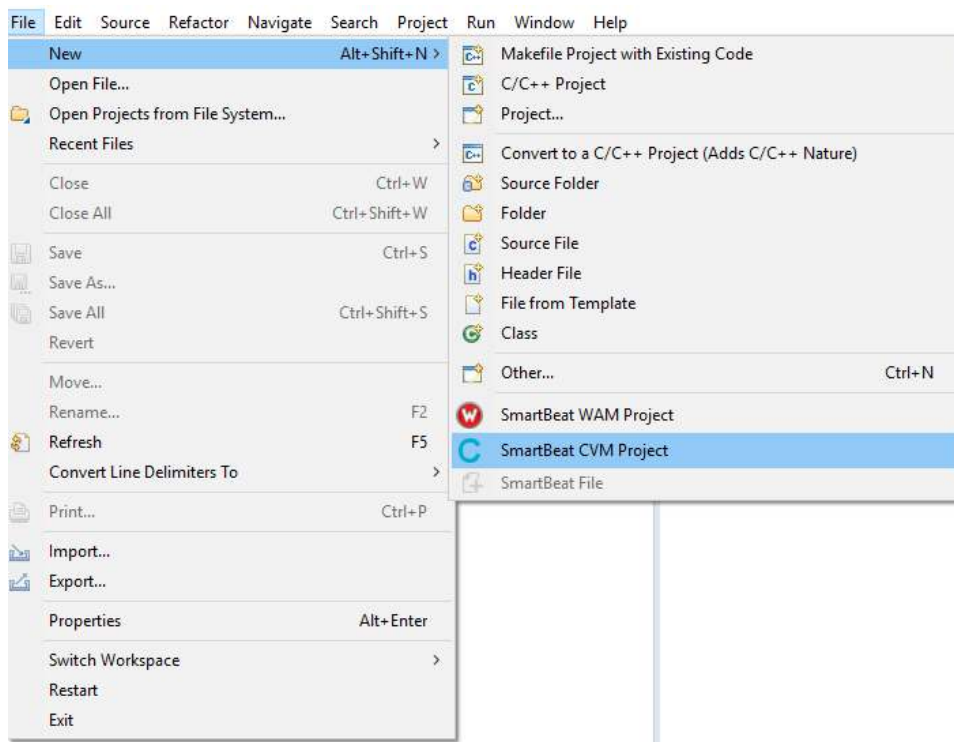 File Edit Source Refactor Navigate Search Project Run Window Help
New Alt+Shift+N >
Open File...
Open Projects from File System...
Recent Files >
Close Ctrl+W
Close All Ctrl+Shift+W
Save Ctrl+S
Save As...
Save All Ctrl+Shift+S
Revert
Move...
Rename... F2
Refresh F5
Convert Line Delimiters To >
Print... Ctrl+P
Import...
Export...
Properties Alt+Enter
Switch Workspace >
Restart
Exit
Makefile Project with Existing Code
C/C++ Project
Project...
Convert to a C/C++ Project (Adds C/C++ Nature)
Source Folder
Folder
Source File
Header File
File from Template
Class
Other... Ctrl+N
SmartBeat WAM Project
SmartBeat CVM Project
SmartBeat File